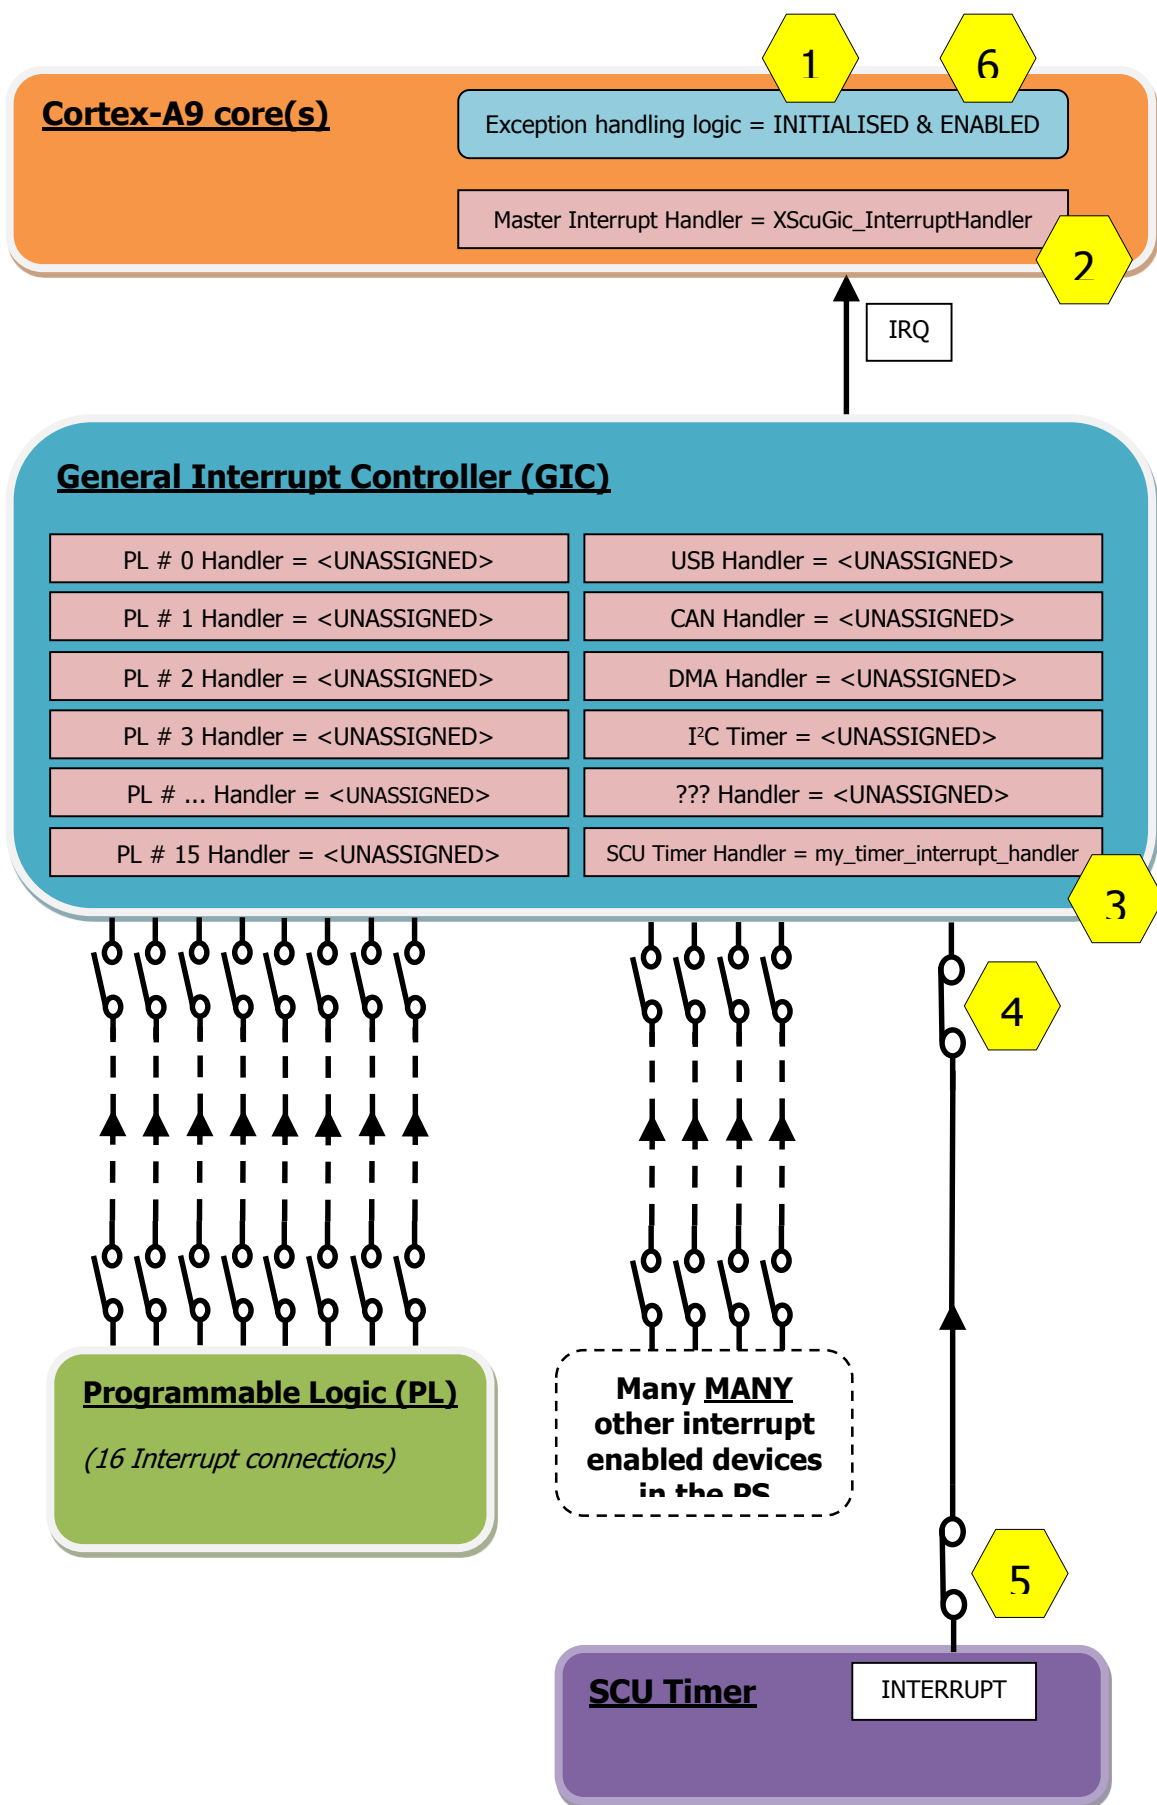 1
6
Cortex-A9 core(s)
Exception handling logic = INITIALISED & ENABLED
Master Interrupt Handler = XScuGic_InterruptHandler
2
IRQ
General Interrupt Controller (GIC)
PL # 0 Handler = <UNASSIGNED>
USB Handler = <UNASSIGNED>
PL # 1 Handler = <UNASSIGNED>
CAN Handler = <UNASSIGNED>
PL # 2 Handler = <UNASSIGNED>
DMA Handler = <UNASSIGNED>
PL # 3 Handler = <UNASSIGNED>
I²C Timer = <UNASSIGNED>
PL # ... Handler = <UNASSIGNED>
??? Handler = <UNASSIGNED>
PL # 15 Handler = <UNASSIGNED>
SCU Timer Handler = my_timer_interrupt_handler
3
4
Programmable Logic (PL)
(16 Interrupt connections)
Many MANY
other interrupt
enabled devices
in the PS
5
SCU Timer
INTERRUPT